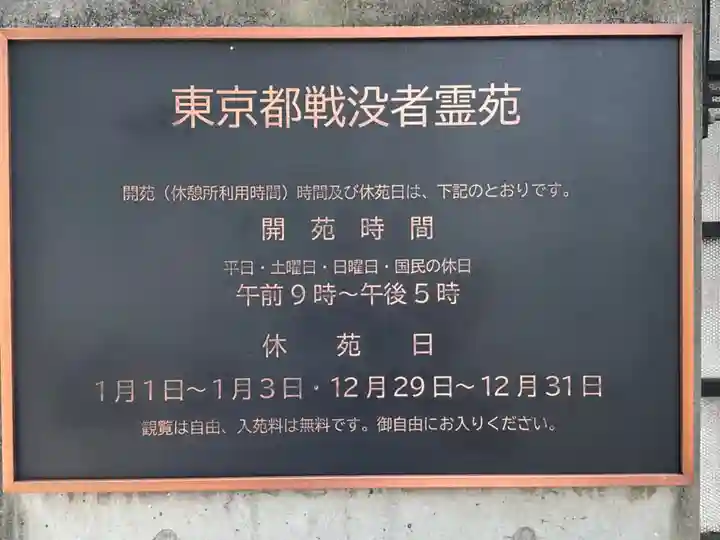 東京都戦没者霊苑
開苑（休憩所利用時間）時間及び休苑日は、下記のとおりです。
開苑時間
平日・土曜日・日曜日・国民の休日
午前９時～午後５時
休苑日
１月１日～１月３日・１２月２９日～１２月３１日
観覧は自由、入苑料は無料です。御自由にお入りください。